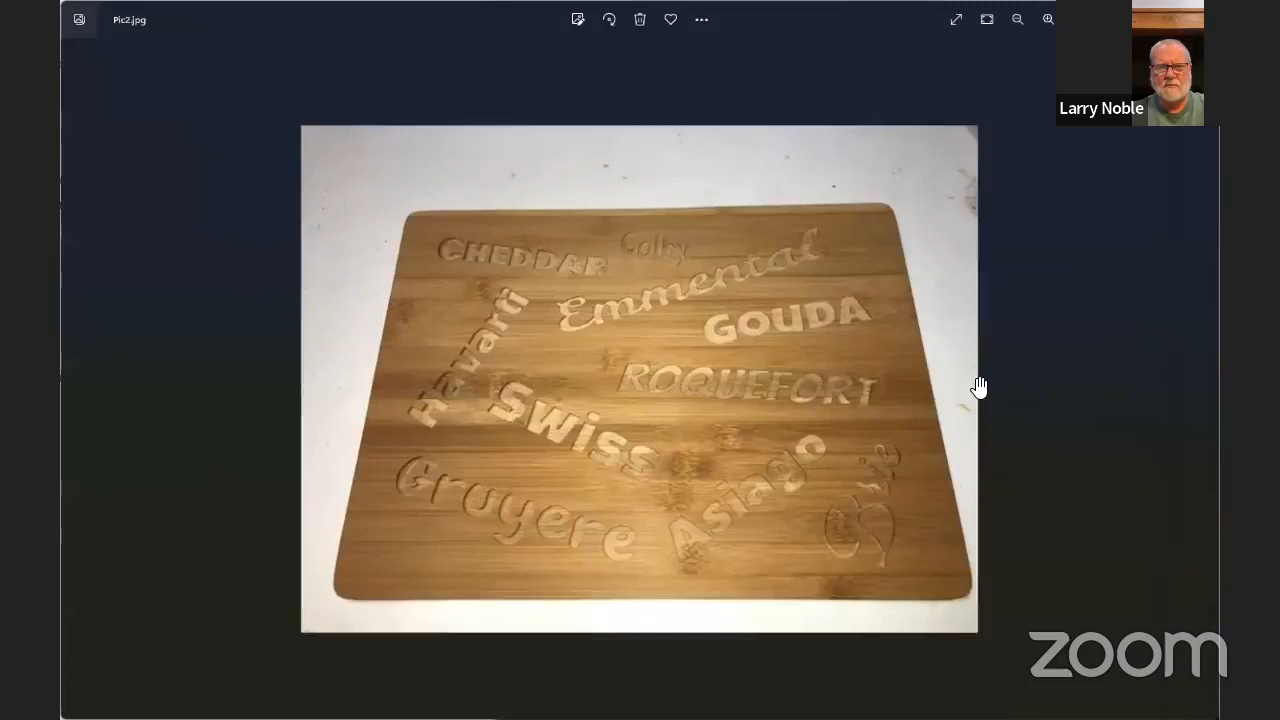 Pic2.jpg
Larry Noble
CHEDDAR
Colby
Emmental
Havarti
GOUDA
ROQUEFORT
Swiss
Gruyere
Asiago
Brie
zoom